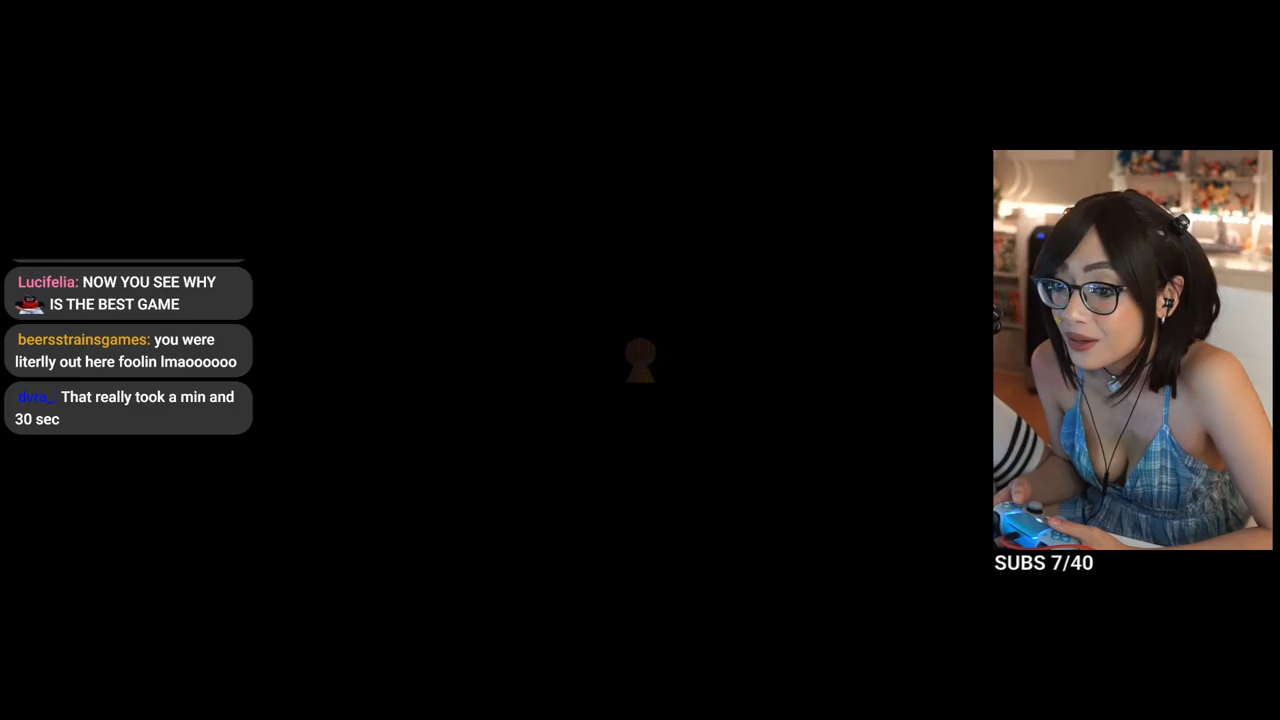 Lucifelia: NOW YOU SEE WHY
IS THE BEST GAME
beersstrainsgames: you were
literlly out here foolin lmaoooooo
dvra_: That really took a min and
30 sec
SUBS 7/40